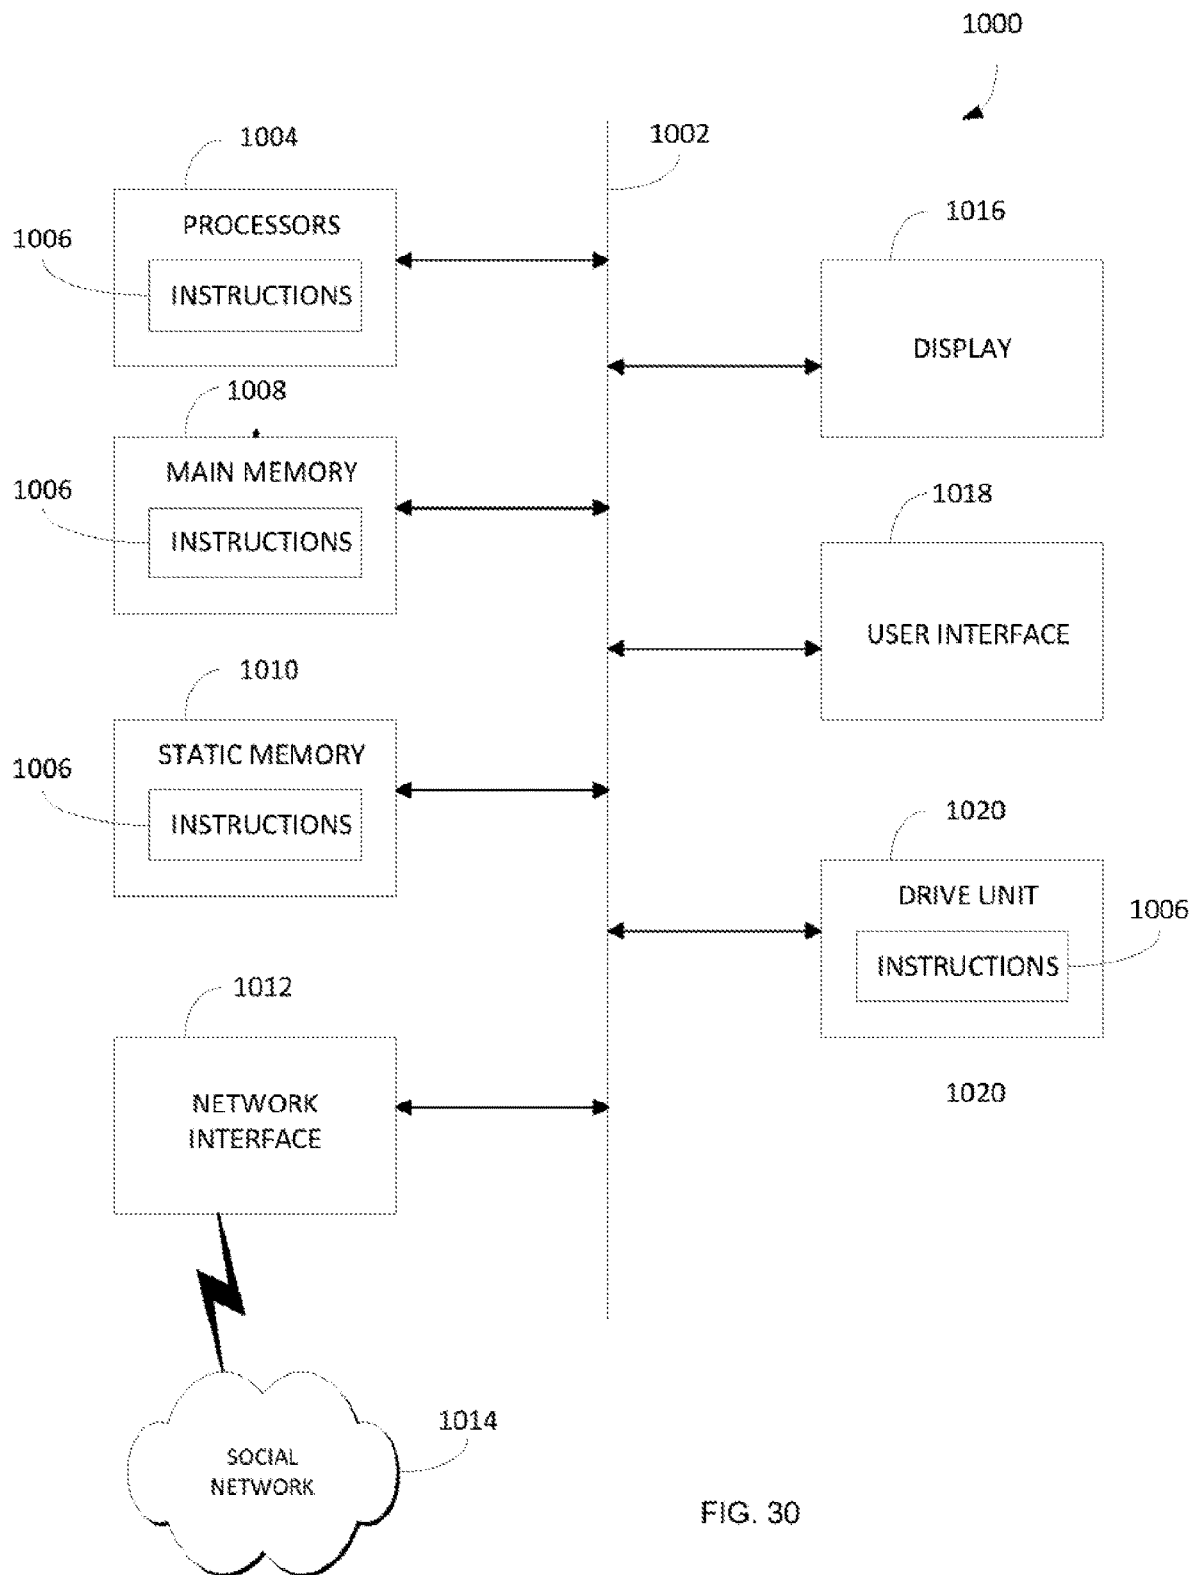 1000
1004
1002
PROCESSORS
1006
INSTRUCTIONS
1016
DISPLAY
1008
MAIN MEMORY
1006
INSTRUCTIONS
1018
USER INTERFACE
1010
STATIC MEMORY
1006
INSTRUCTIONS
1020
DRIVE UNIT
1006
INSTRUCTIONS
1012
NETWORK
INTERFACE
1020
1014
SOCIAL
NETWORK
FIG. 30